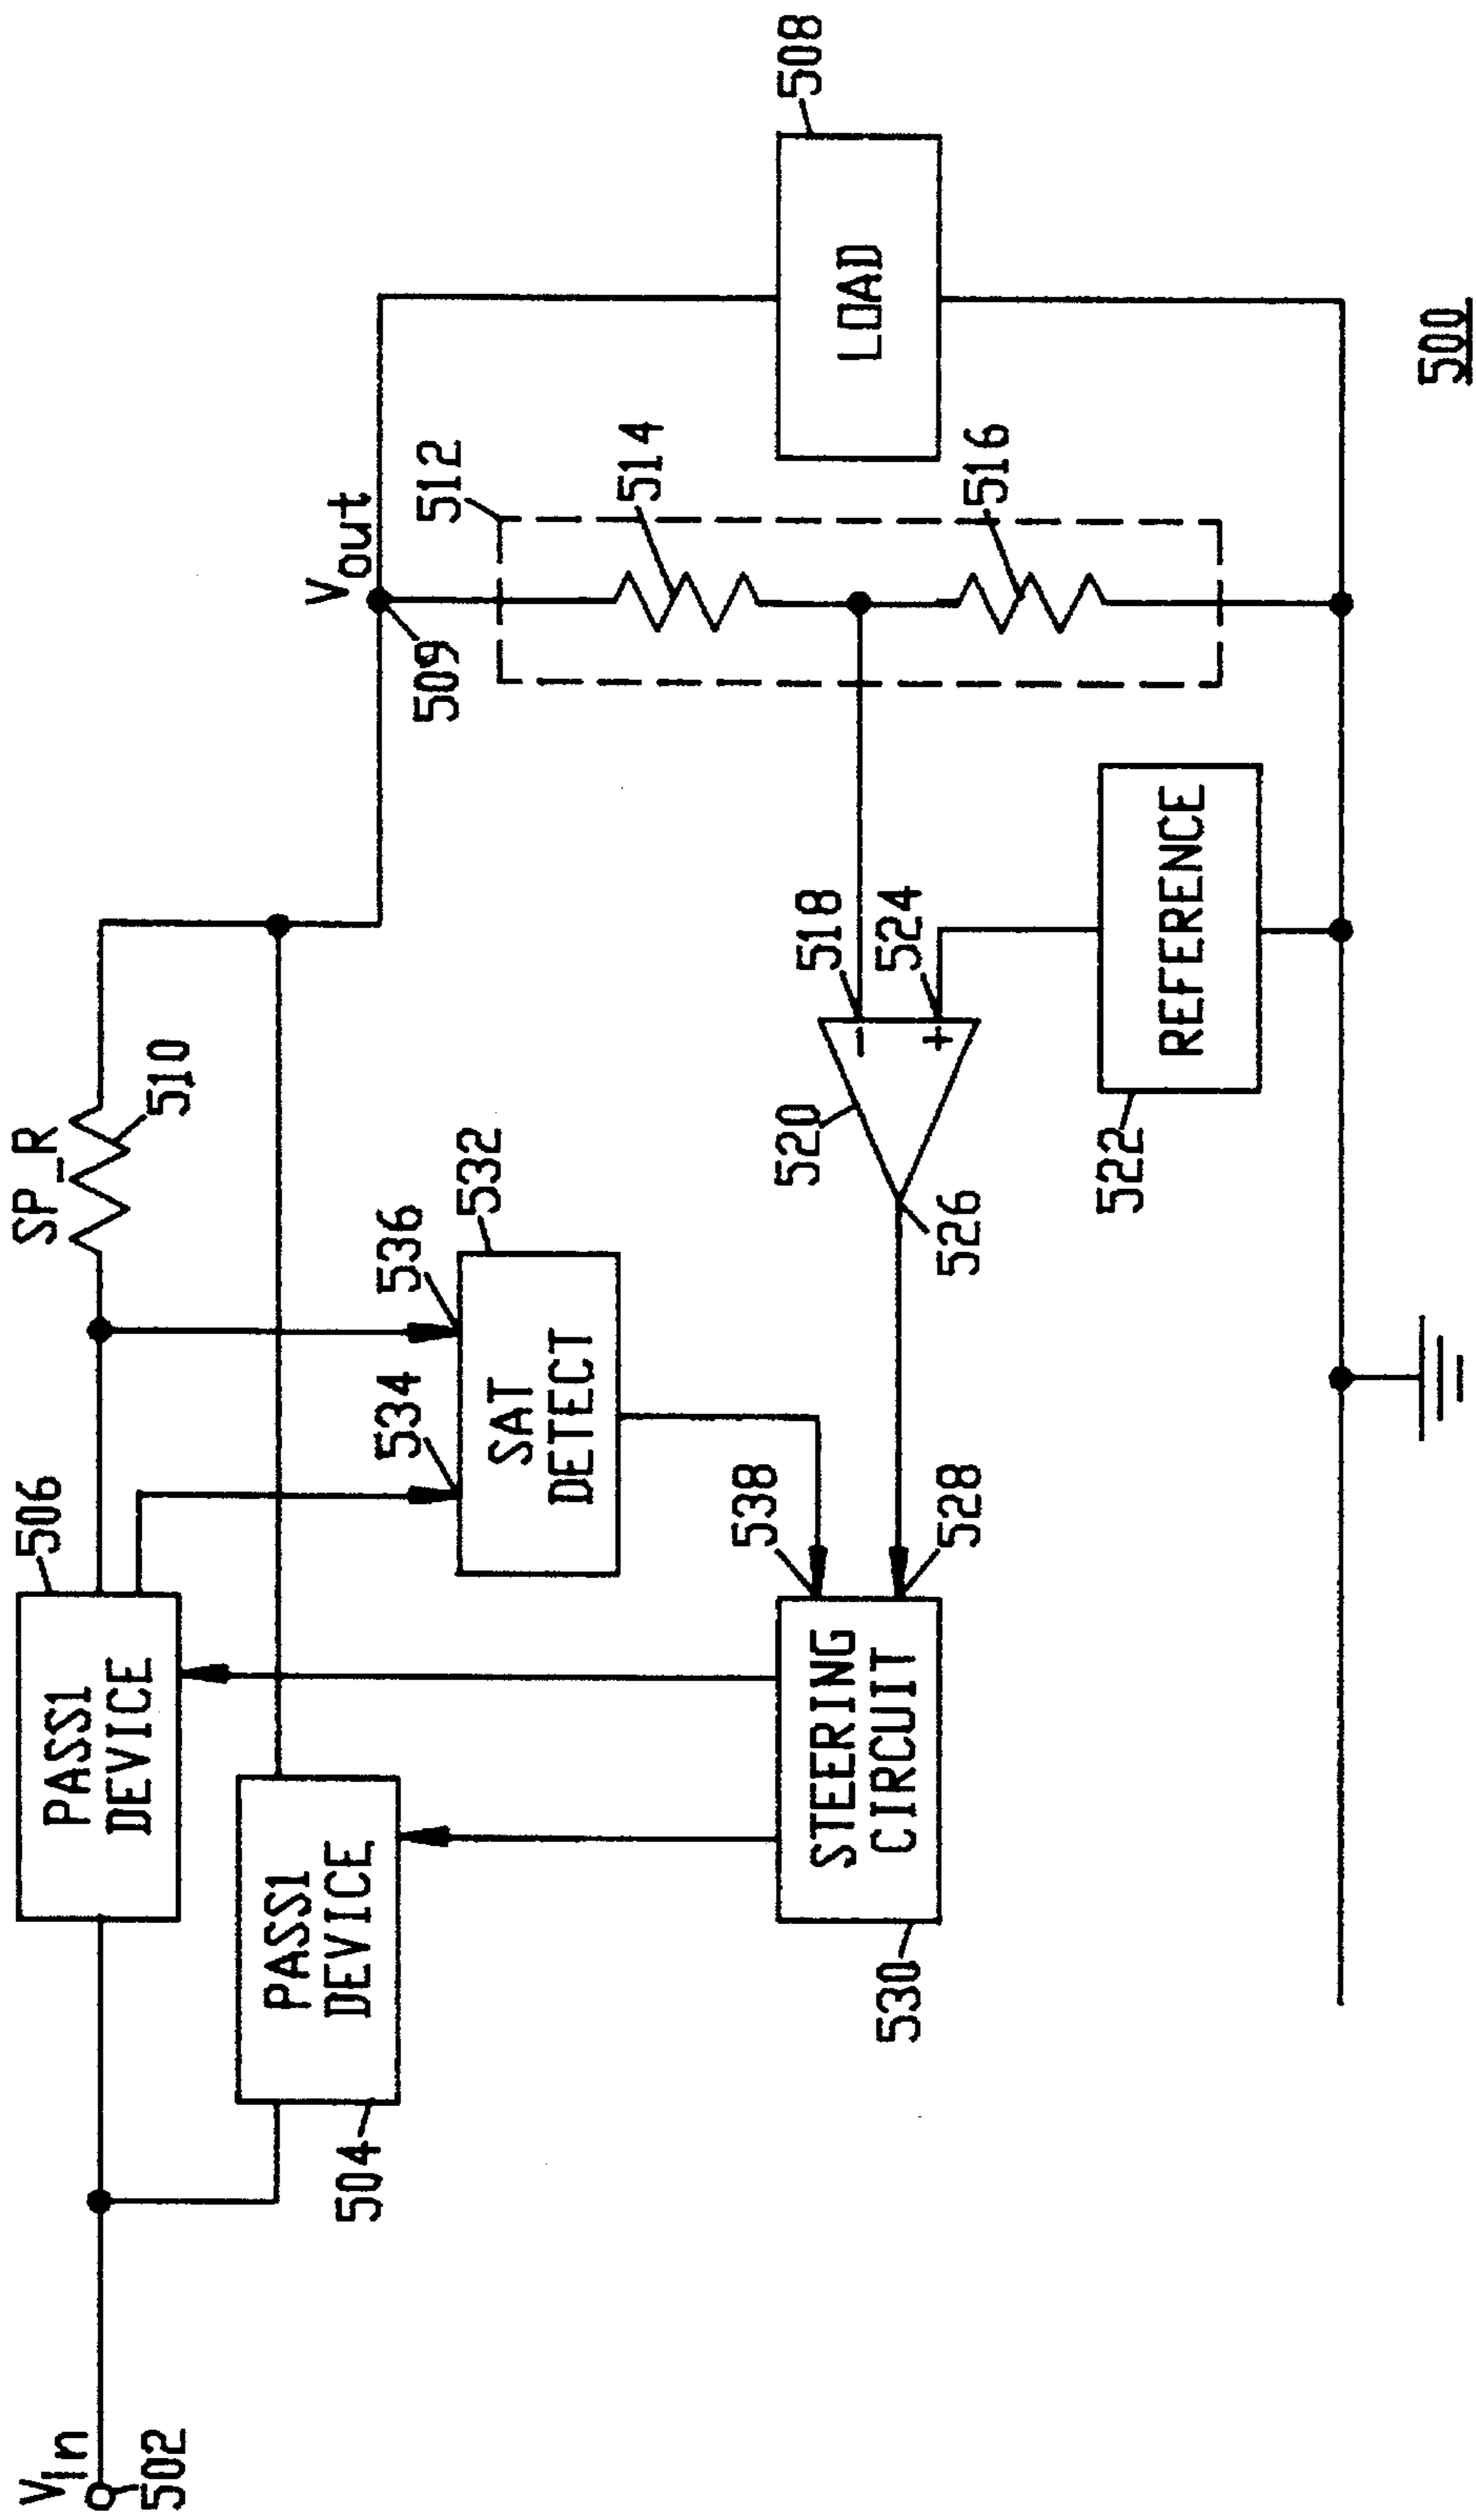 Vin
502
PASS1
DEVICE
506
SP_R
510
PASS1
DEVICE
504
534
536
SAT
DETECT
532
Vout
509
512
514
516
LOAD
508
538
528
STEERING
CIRCUIT
530
526
520
518
524
-
+
REFERENCE
522
500